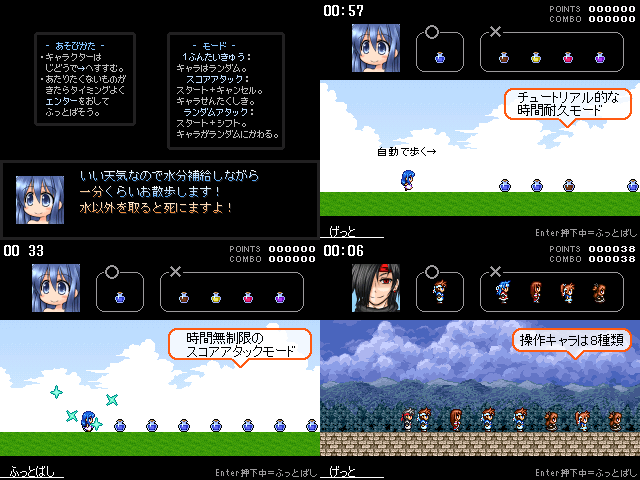 - あそびかた -
・キャラクターは
じどうで→へすすむ。
・あたりたくないものが
きたらタイミングよく
エンターをおして
ふっとばそう。
- モード -
1ぷんたいきゅう:
キャラはランダム。
スコアアタック:
スタート+キャンセル。
キャラせんたくしき。
ランダムアタック:
スタート+シフト。
キャラがランダムにかわる。
いい天気なので水分補給しながら
一分くらいお散歩します!
水以外を取ると死にますよ!
00:57
POINTS 000000
COMBO 000000
チュートリアル的な
時間耐久モード
自動で歩く→
げっと
Enter押下中=ふっとばし
00 33
POINTS 000000
COMBO 000000
時間無制限の
スコアアタックモード
ふっとばし
Enter押下中=ふっとばし
00:06
POINTS 000038
COMBO 000038
操作キャラは8種類
げっと
Enter押下中=ふっとばし